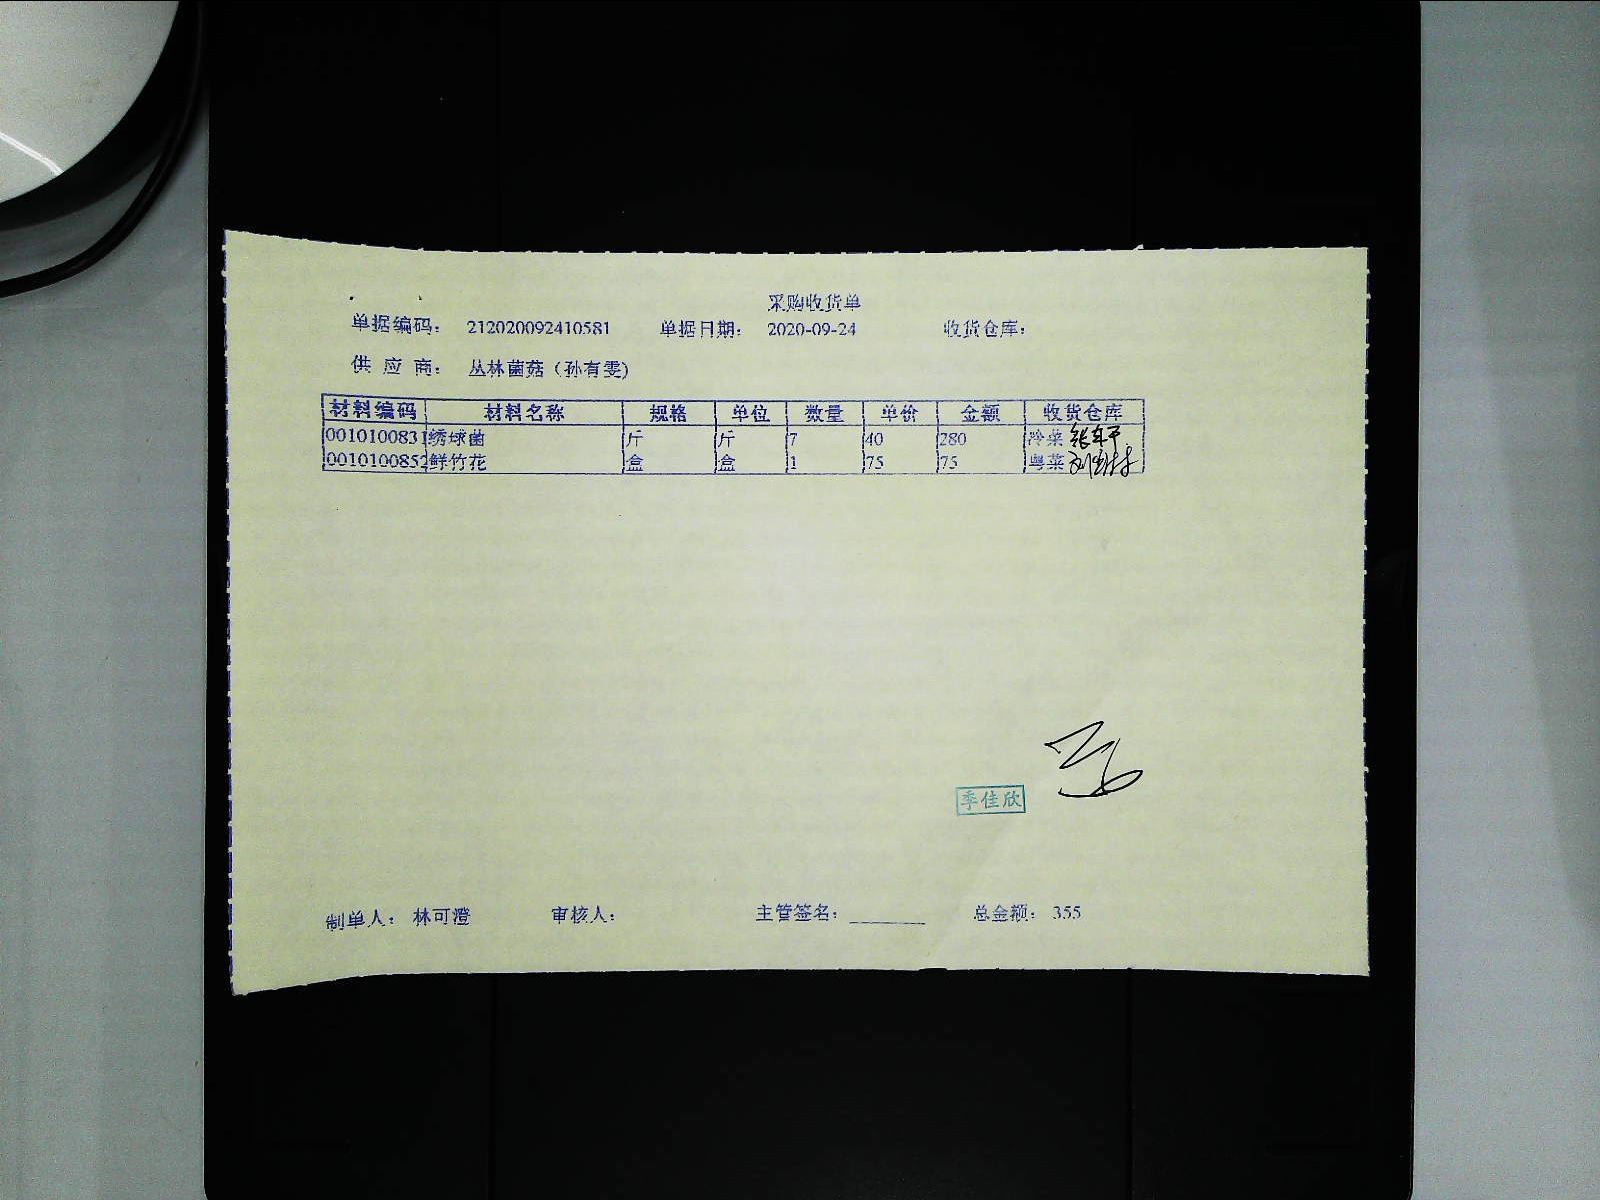 采购收货单
单据编码： 212020092410581 单据日期： 2020-09-24 收货仓库：
供 应 商： 丛林菌菇（孙有雯）
材料编码 材料名称 规格 单位 数量 单价 金额 收货仓库
0010100831 绣球菌 斤 斤 7 40 280 冷菜
0010100852 鲜竹花 盒 盒 1 75 75 粤菜
季佳欣
制单人： 林可澄 审核人： 主管签名： 总金额： 355